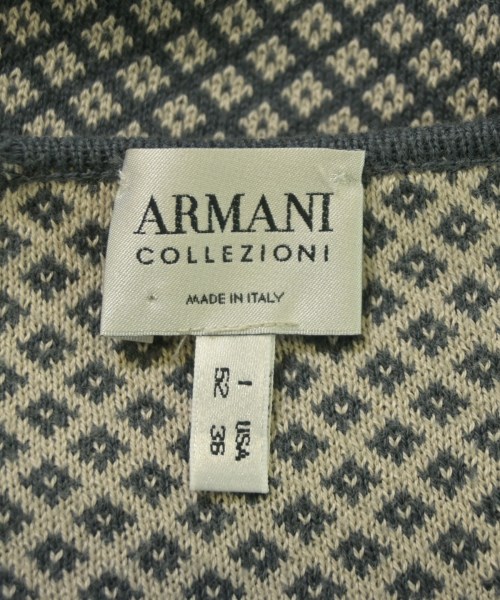 ARMANI
COLLEZIONI
MADE IN ITALY
I USA
52 36